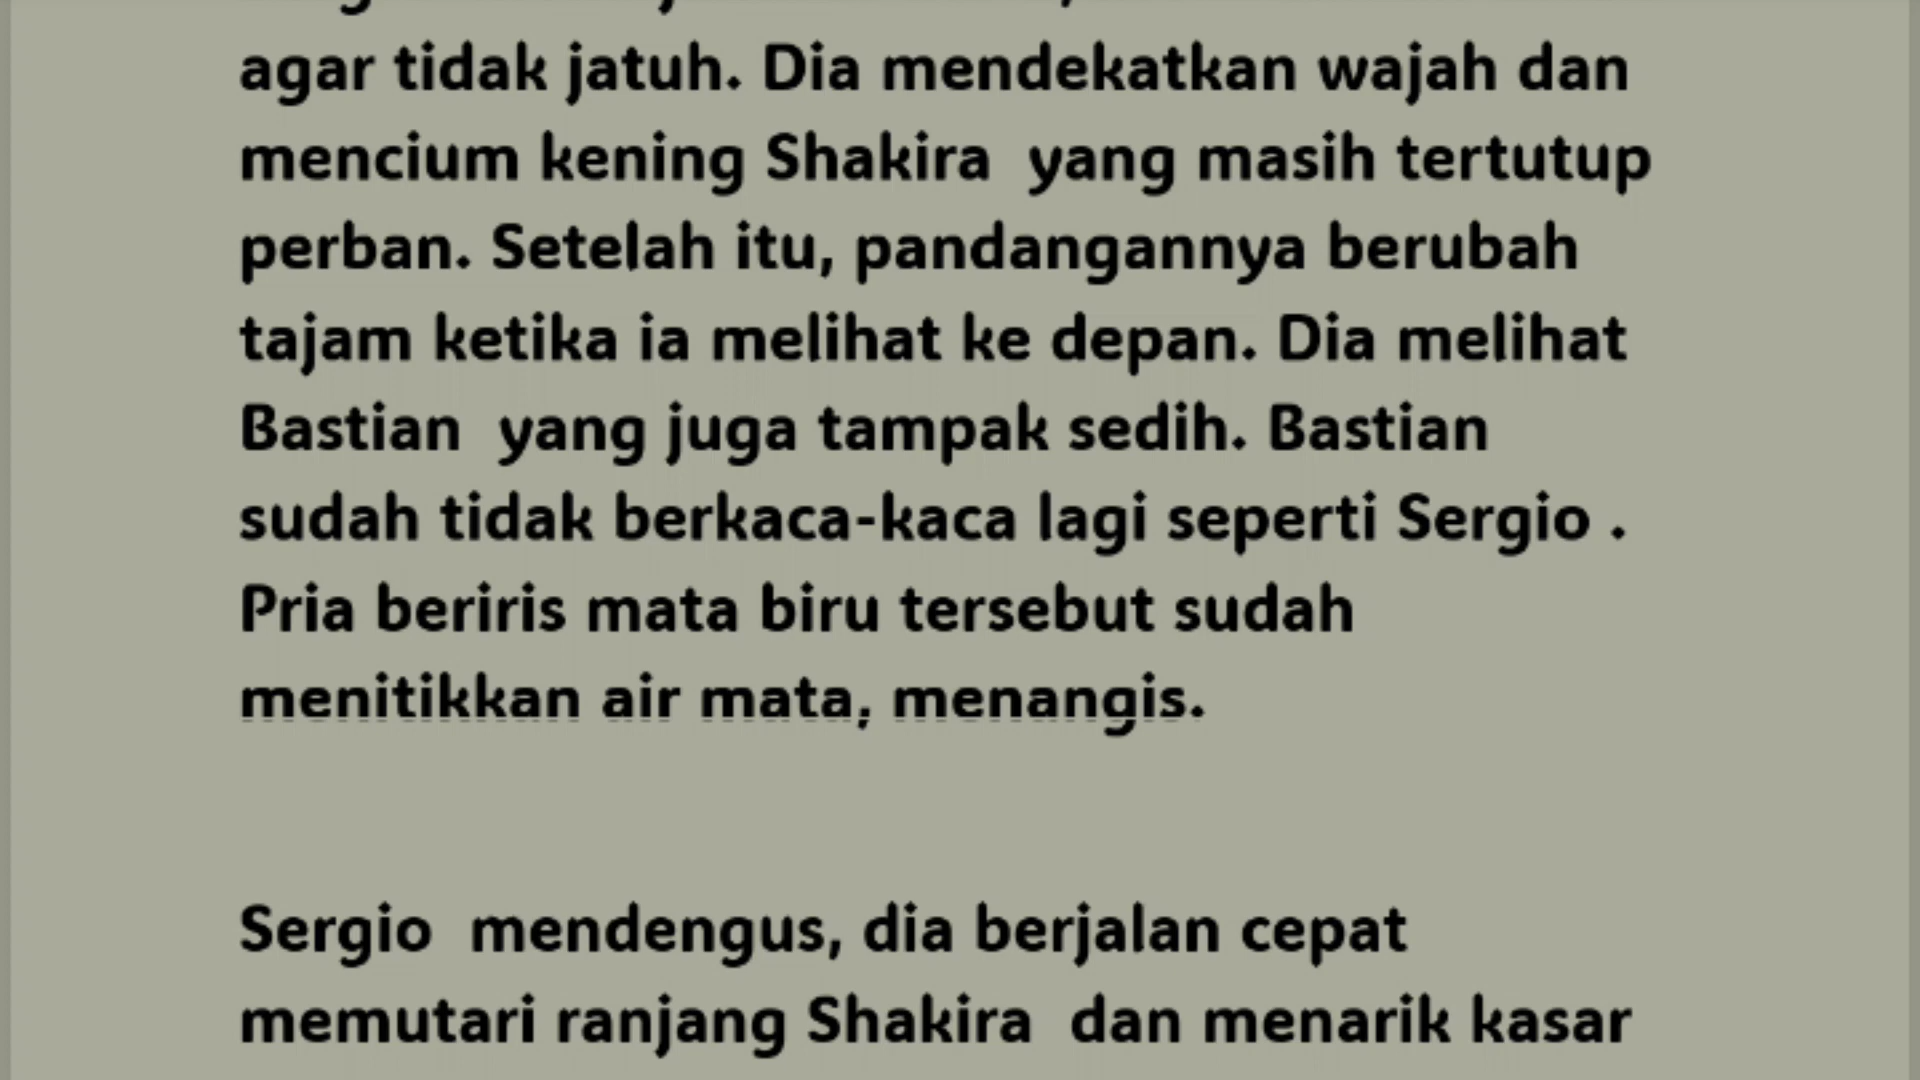 agar tidak jatuh. Dia mendekatkan wajah dan
mencium kening Shakira  yang masih tertutup
perban. Setelah itu, pandangannya berubah
tajam ketika ia melihat ke depan. Dia melihat
Bastian  yang juga tampak sedih. Bastian
sudah tidak berkaca-kaca lagi seperti Sergio .
Pria beriris mata biru tersebut sudah
menitikkan air mata, menangis.
Sergio  mendengus, dia berjalan cepat
memutari ranjang Shakira  dan menarik kasar